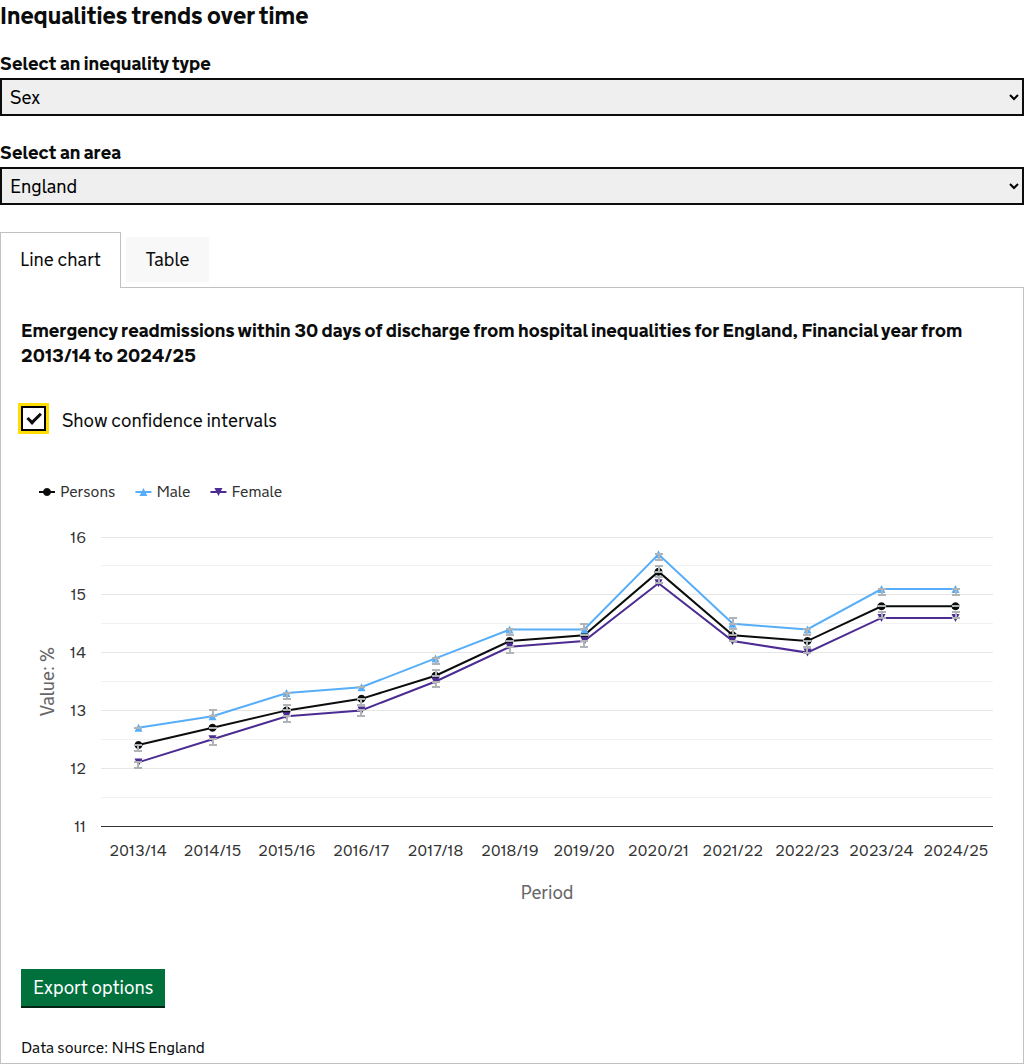 Inequalities trends over time
Select an inequality type
Sex
Select an area
England
Line chart
Table
Emergency readmissions within 30 days of discharge from hospital inequalities for England, Financial year from
2013/14 to 2024/25
Show confidence intervals
Persons Male Female
16
15
14
13
12
11
Value: %
2013/14 2014/15 2015/16 2016/17 2017/18 2018/19 2019/20 2020/21 2021/22 2022/23 2023/24 2024/25
Period
Export options
Data source: NHS England